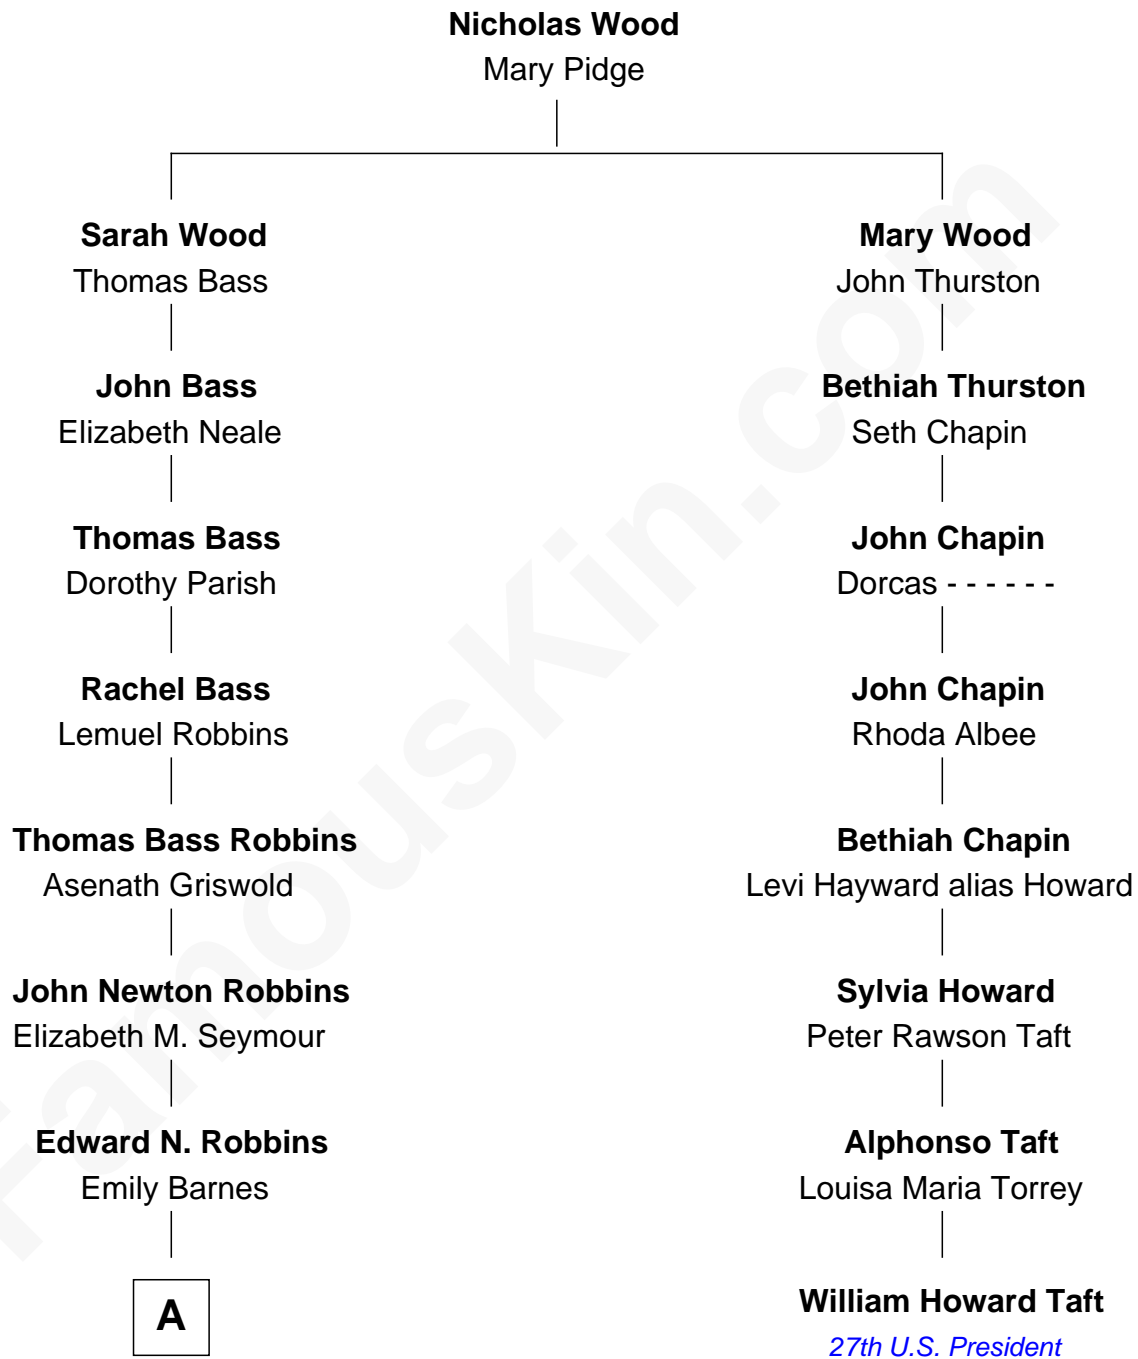 Nicholas Wood
Mary Pidge
Sarah Wood
Thomas Bass
Mary Wood
John Thurston
John Bass
Elizabeth Neale
Bethiah Thurston
Seth Chapin
Thomas Bass
Dorothy Parish
John Chapin
Dorcas - - - - - -
Rachel Bass
Lemuel Robbins
John Chapin
Rhoda Albee
Thomas Bass Robbins
Asenath Griswold
Bethiah Chapin
Levi Hayward alias Howard
John Newton Robbins
Elizabeth M. Seymour
Sylvia Howard
Peter Rawson Taft
Edward N. Robbins
Emily Barnes
Alphonso Taft
Louisa Maria Torrey
A
William Howard Taft
27th U.S. President
FamousKin.com